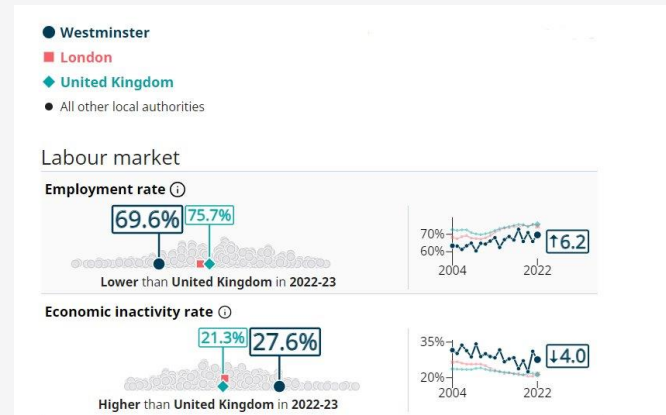 Westminster
London
United Kingdom
All other local authorities
Labour market
Employment rate
69.6% 75.7%
70%
60%
2004 2022
↑6.2
Lower than United Kingdom in 2022-23
Economic inactivity rate
21.3% 27.6%
35%
20%
2004 2022
↓4.0
Higher than United Kingdom in 2022-23